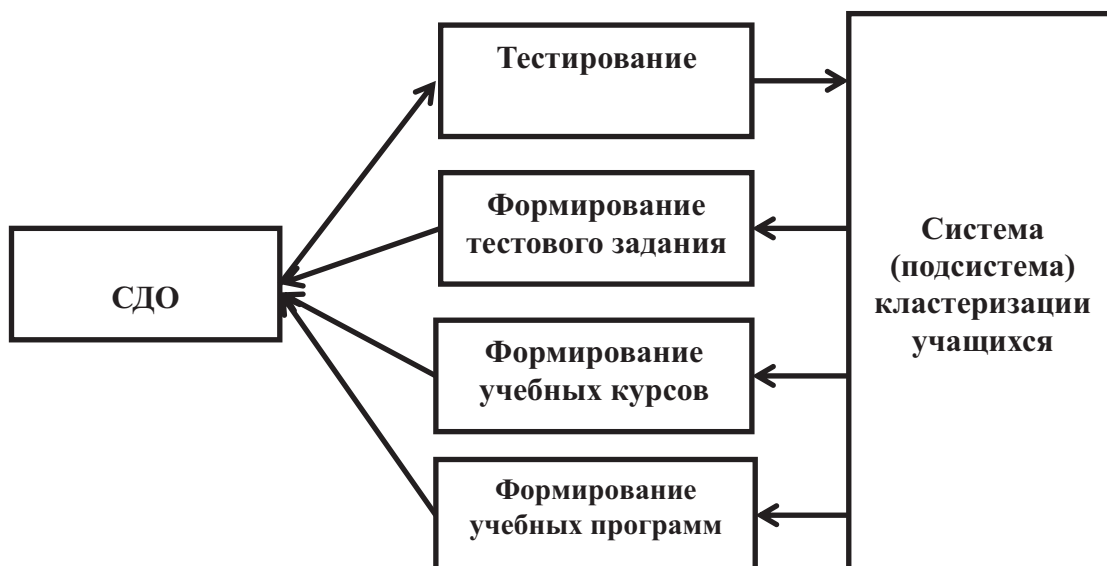 Тестирование
Формирование
тестового задания
СДО
Формирование
учебных курсов
Формирование
учебных программ
Система
(подсистема)
кластеризации
учащихся